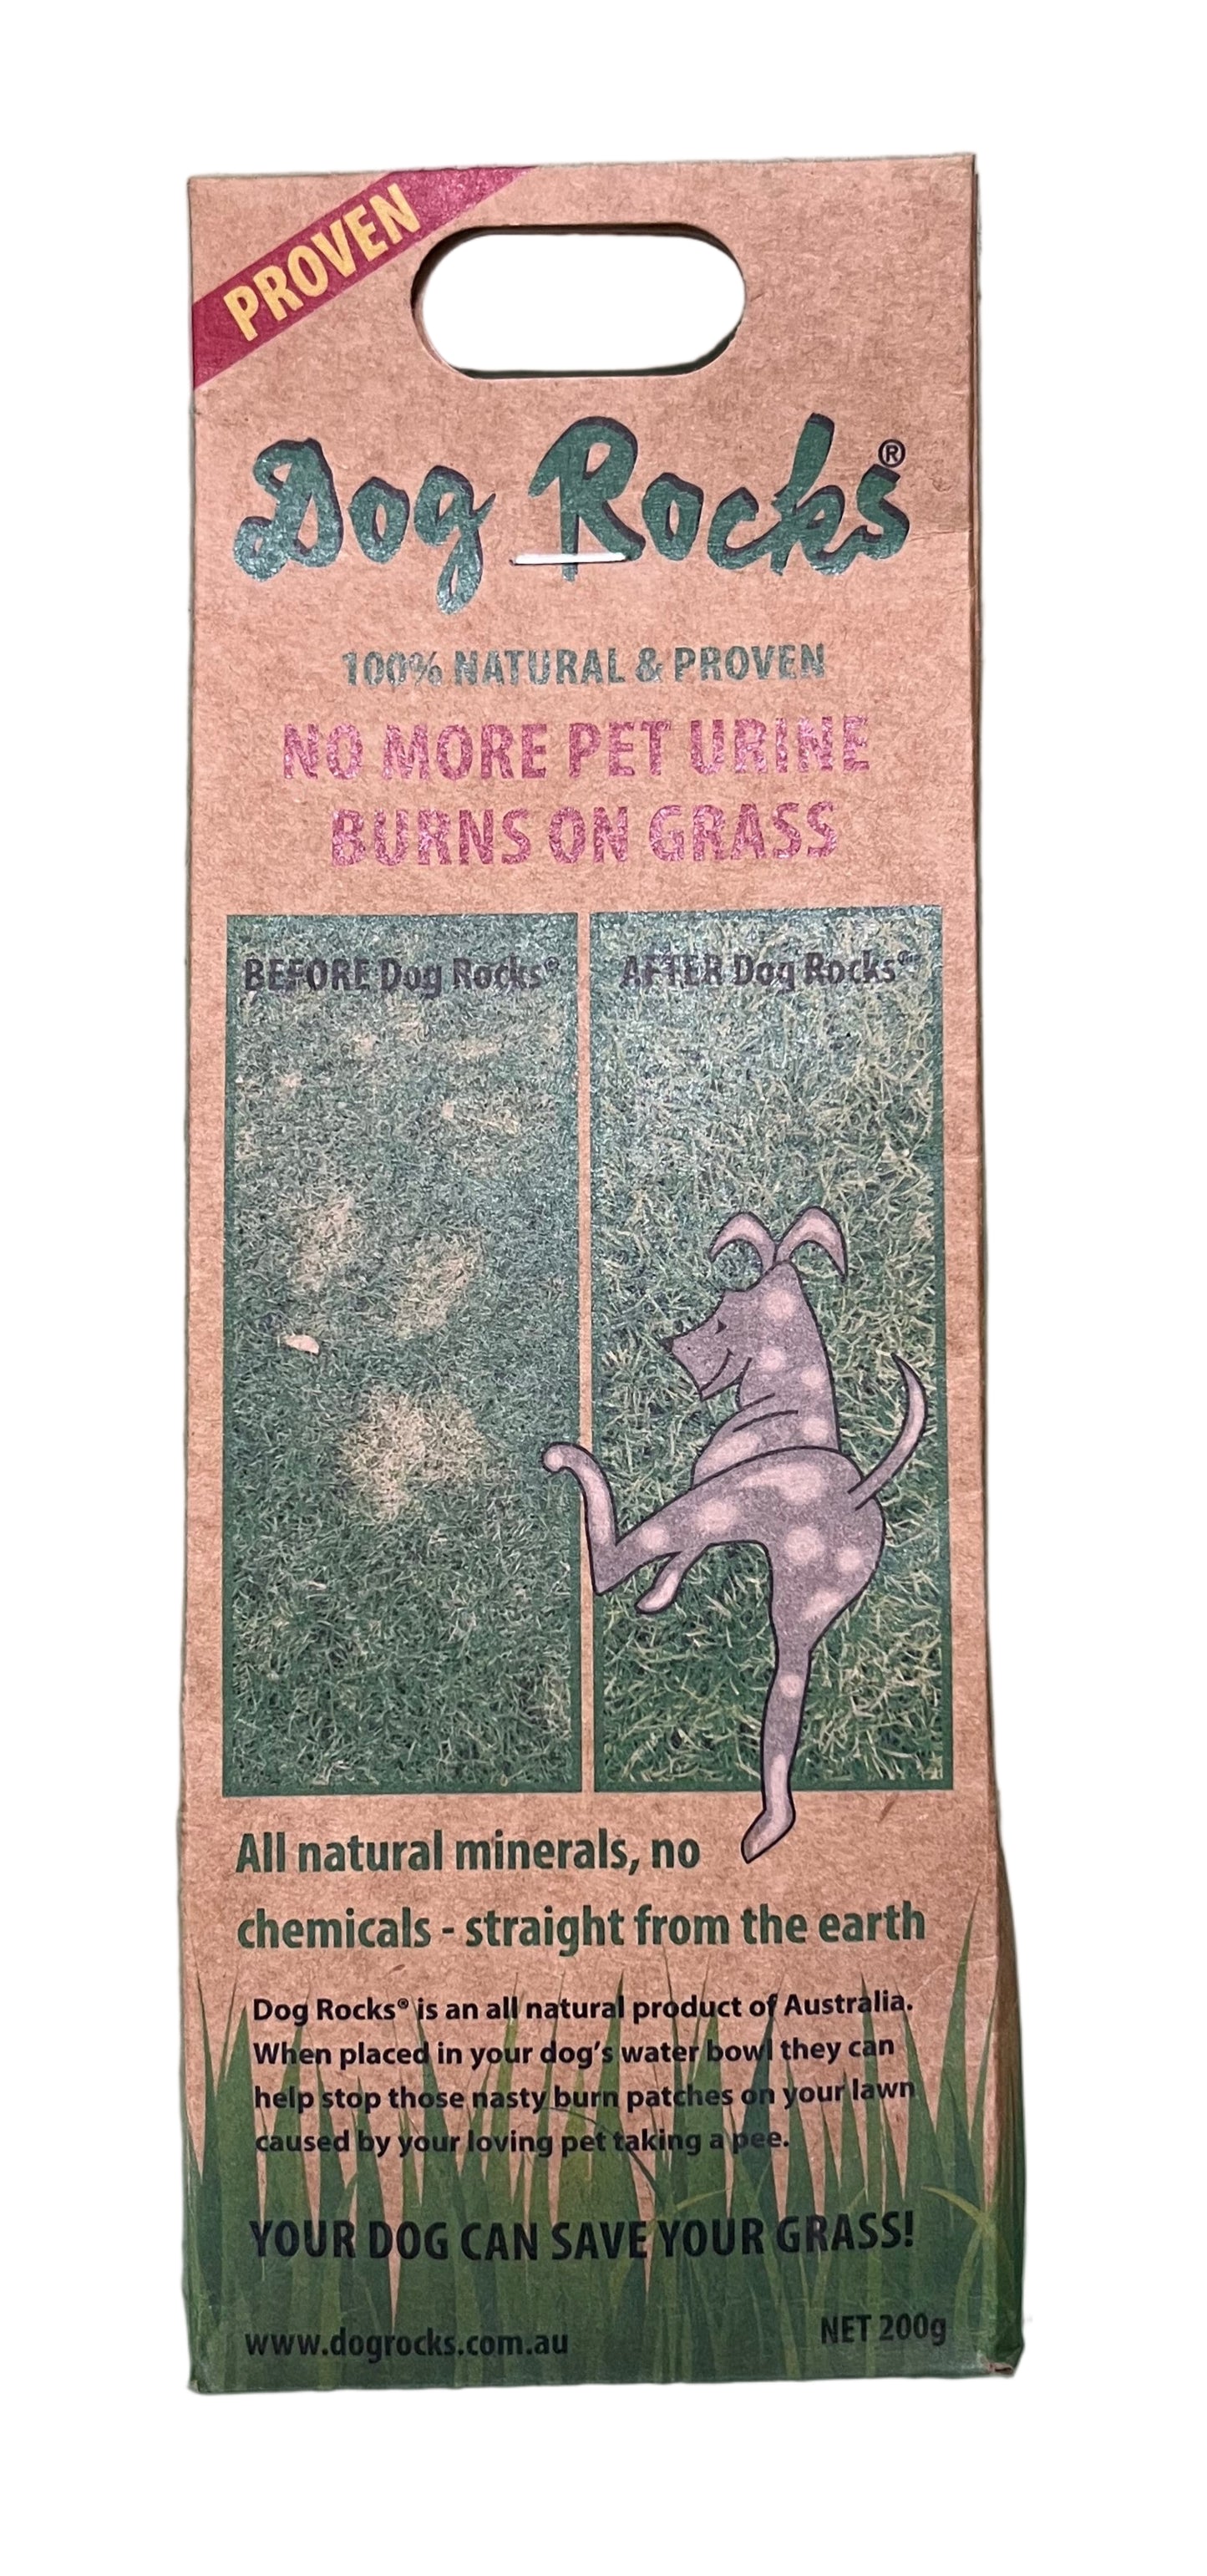 PROVEN
Dog Rocks®
100% NATURAL & PROVEN
NO MORE PET URINE
BURNS ON GRASS
BEFORE Dog Rocks®
AFTER Dog Rocks®
All natural minerals, no
chemicals - straight from the earth
Dog Rocks® is an all natural product of Australia.
When placed in your dog's water bowl they can
help stop those nasty burn patches on your lawn
caused by your loving pet taking a pee.
YOUR DOG CAN SAVE YOUR GRASS!
www.dogrocks.com.au
NET 200g